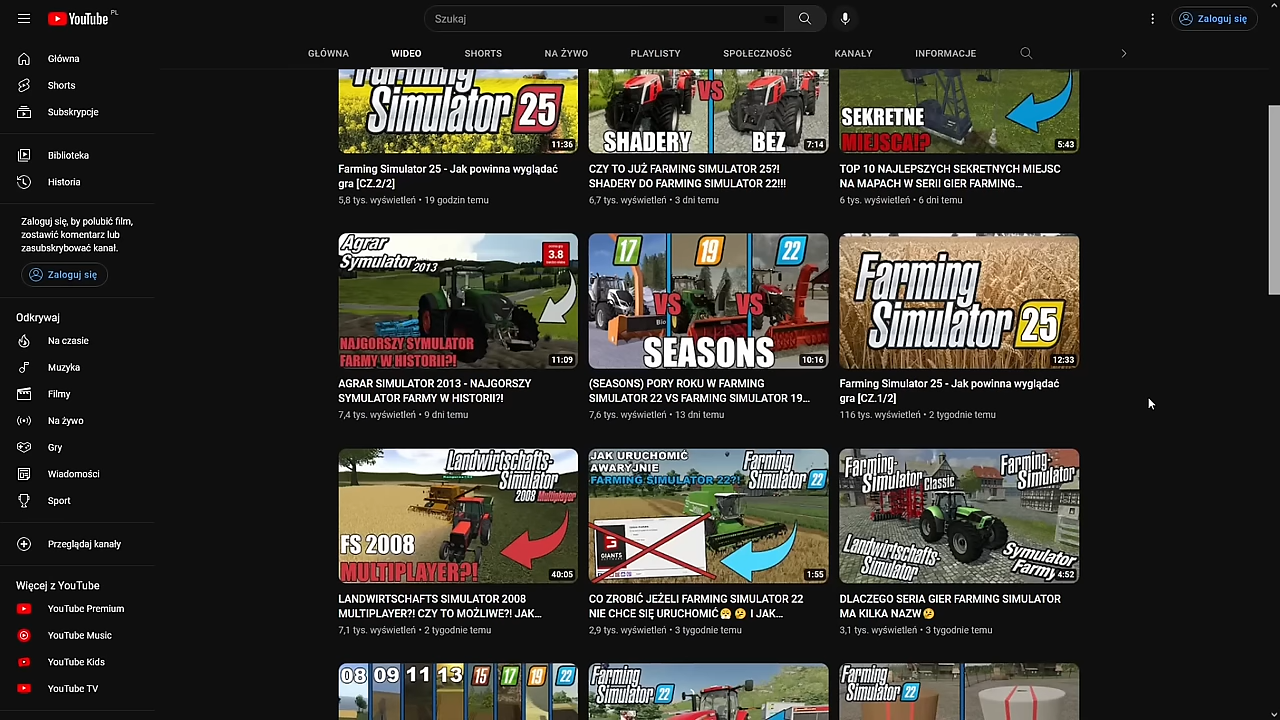 YouTube PL
Szukaj
Zaloguj się
GŁÓWNA
WIDEO
SHORTS
NA ŻYWO
PLAYLISTY
SPOŁECZNOŚĆ
KANAŁY
INFORMACJE
Główna
Shorts
Subskrypcje
Biblioteka
Historia
Zaloguj się, by polubić film,
zostawić komentarz lub
zasubskrybować kanał.
Zaloguj się
Odkrywaj
Na czasie
Muzyka
Filmy
Na żywo
Gry
Wiadomości
Sport
Przeglądaj kanały
Więcej z YouTube
YouTube Premium
YouTube Music
YouTube Kids
YouTube TV
Farming
Simulator 25
11:36
Farming Simulator 25 - Jak powinna wyglądać
gra [CZ.2/2]
5,8 tys. wyświetleń • 19 godzin temu
VS
SHADERY
BEZ
7:14
CZY TO JUŻ FARMING SIMULATOR 25?!
SHADERY DO FARMING SIMULATOR 22!!!
6,7 tys. wyświetleń • 3 dni temu
SEKRETNE
MIEJSCA!?
5:43
TOP 10 NAJLEPSZYCH SEKRETNYCH MIEJSC
NA MAPACH W SERII GIER FARMING…
6 tys. wyświetleń • 6 dni temu
Agrar
Symulator 2013
3.8
NAJGORSZY SYMULATOR
FARMY W HISTORII?!
11:09
AGRAR SIMULATOR 2013 - NAJGORSZY
SYMULATOR FARMY W HISTORII?!
7,4 tys. wyświetleń • 9 dni temu
17
19
22
VS
VS
Bio
SEASONS
10:16
(SEASONS) PORY ROKU W FARMING
SIMULATOR 22 VS FARMING SIMULATOR 19…
7,6 tys. wyświetleń • 13 dni temu
Farming
Simulator 25
12:33
Farming Simulator 25 - Jak powinna wyglądać
gra [CZ.1/2]
116 tys. wyświetleń • 2 tygodnie temu
Landwirtschafts-
Simulator
2008 Multiplayer
FS 2008
MULTIPLAYER?!
40:05
LANDWIRTSCHAFTS SIMULATOR 2008
MULTIPLAYER?! CZY TO MOŻLIWE?! JAK…
7,1 tys. wyświetleń • 2 tygodnie temu
JAK URUCHOMIĆ
AWARYJNIE
FARMING SIMULATOR 22?!
Farming
Simulator 22
GIANTS
1:55
CO ZROBIĆ JEŻELI FARMING SIMULATOR 22
NIE CHCE SIĘ URUCHOMIĆ😤 🤔 I JAK…
2,9 tys. wyświetleń • 3 tygodnie temu
Farming-
Simulator Classic
Farming
Simulator
Landwirtschafts-
Simulator
Symulator
Farmy
4:52
DLACZEGO SERIA GIER FARMING SIMULATOR
MA KILKA NAZW🤔
3,1 tys. wyświetleń • 3 tygodnie temu
08 09 11 13 15 17 19 22
Farming
Simulator 22
Farming
Simulator 22